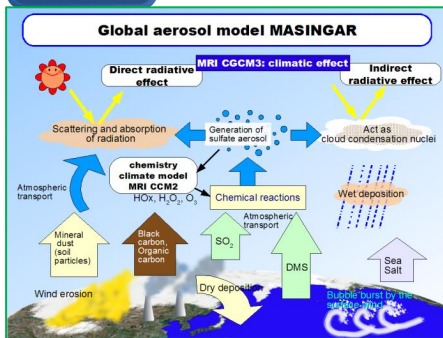 Global aerosol model MASINGAR
MRI CGCM3: climatic effect
Direct radiative
effect
Indirect
radiative effect
Scattering and absorption
of radiation
Generation of
sulfate aerosol
Act as
cloud condensation nuclei
chemistry
climate model
MRI CCM2
HOx, H2O2, O3
Chemical reactions
Wet deposition
Atmospheric
transport
Atmospheric
transport
Mineral
dust
(soil
particles)
Black
carbon,
Organic
carbon
SO2
DMS
Sea
Salt
Wind erosion
Dry deposition
Bubble burst by the
surface wind